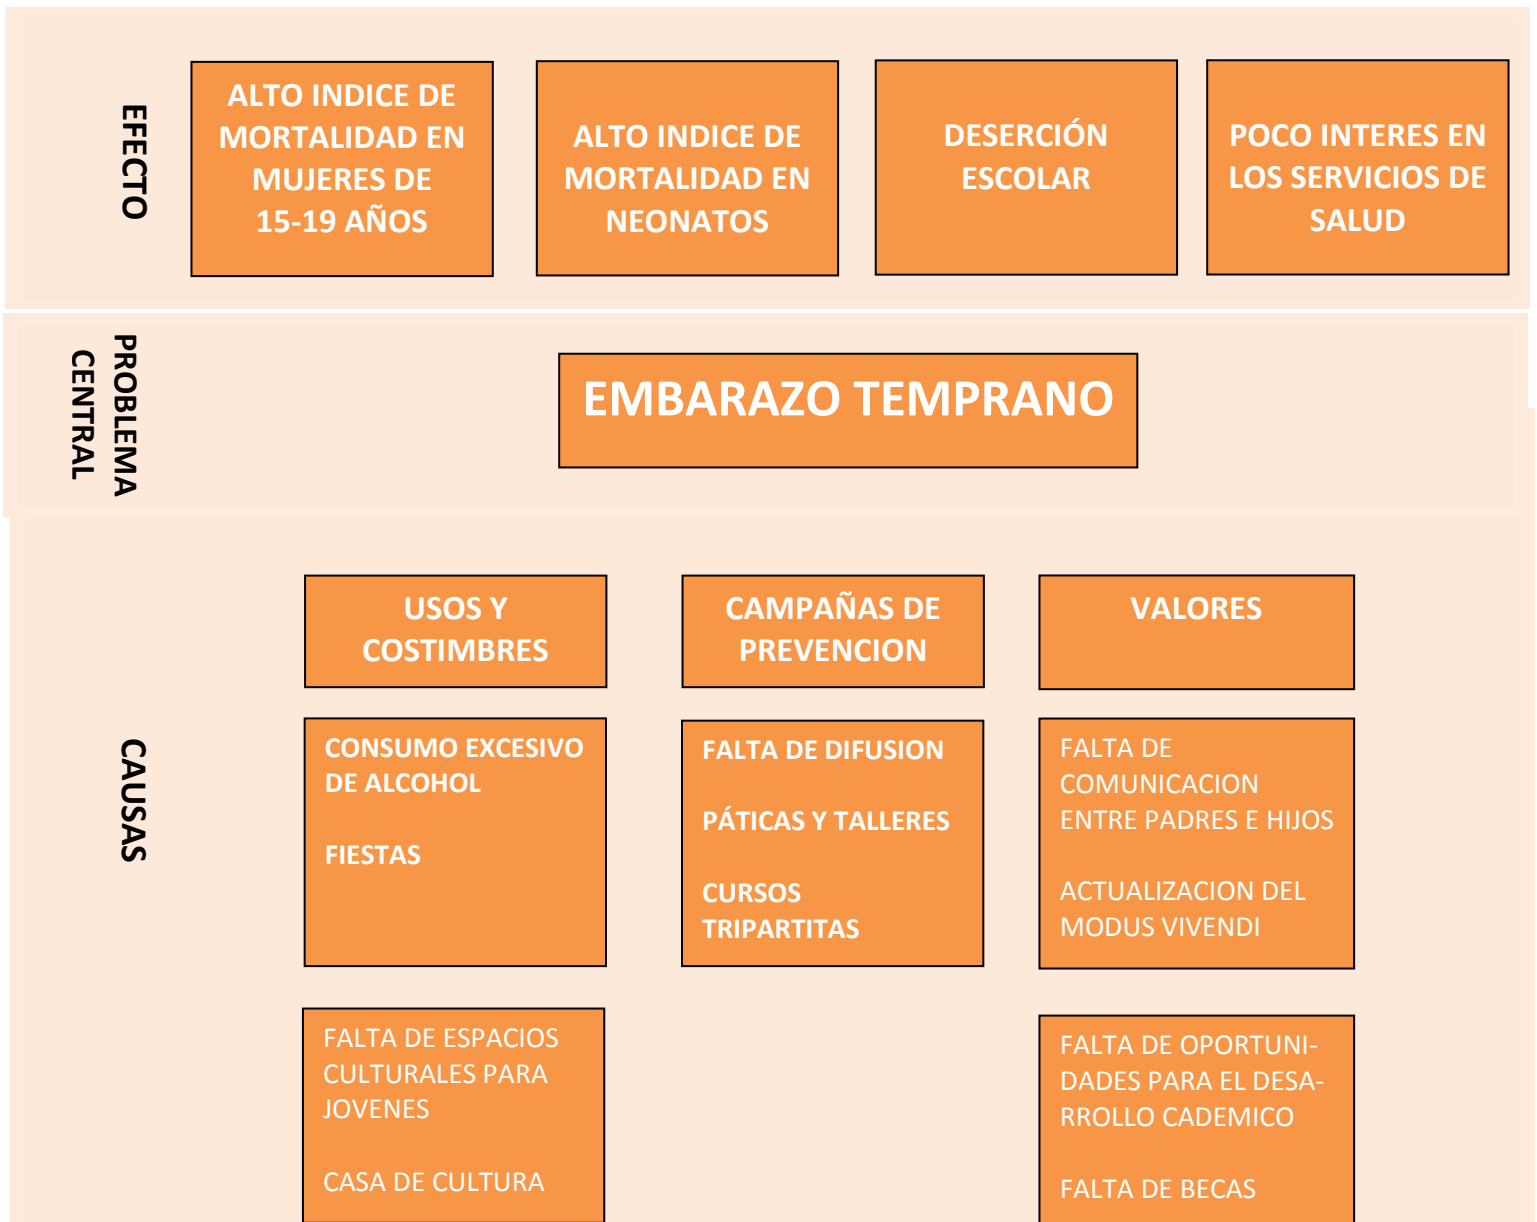 EFECTO
ALTO INDICE DE
MORTALIDAD EN
MUJERES DE
15-19 AÑOS
ALTO INDICE DE
MORTALIDAD EN
NEONATOS
DESERCIÓN
ESCOLAR
POCO INTERES EN
LOS SERVICIOS DE
SALUD
PROBLEMA
CENTRAL
EMBARAZO TEMPRANO
CAUSAS
USOS Y
COSTIMBRES
CAMPAÑAS DE
PREVENCION
VALORES
CONSUMO EXCESIVO
DE ALCOHOL
FIESTAS
FALTA DE DIFUSION
PÁTICAS Y TALLERES
CURSOS
TRIPARTITAS
FALTA DE
COMUNICACION
ENTRE PADRES E HIJOS
ACTUALIZACION DEL
MODUS VIVENDI
FALTA DE ESPACIOS
CULTURALES PARA
JOVENES
CASA DE CULTURA
FALTA DE OPORTUNI-
DADES PARA EL DESA-
RROLLO CADEMICO
FALTA DE BECAS